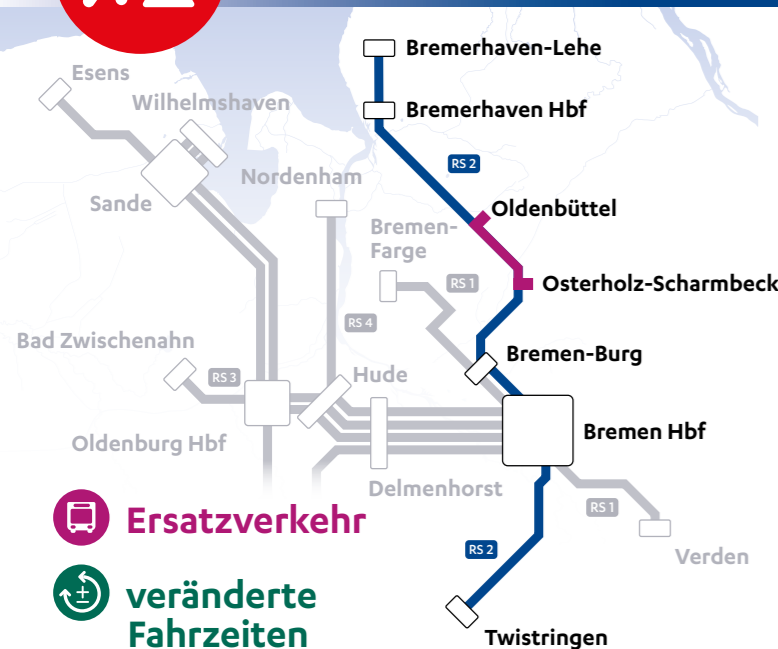 Bremerhaven-Lehe
Esens
Wilhelmshaven
Bremerhaven Hbf
RS 2
Nordenham
Sande
Oldenbüttel
Bremen-
Farge
RS 1
Osterholz-Scharmbeck
RS 4
Bad Zwischenahn
Bremen-Burg
RS 3
Hude
Bremen Hbf
Oldenburg Hbf
Delmenhorst
RS 1
Ersatzverkehr
RS 2
Verden
veränderte
Fahrzeiten
Twistringen